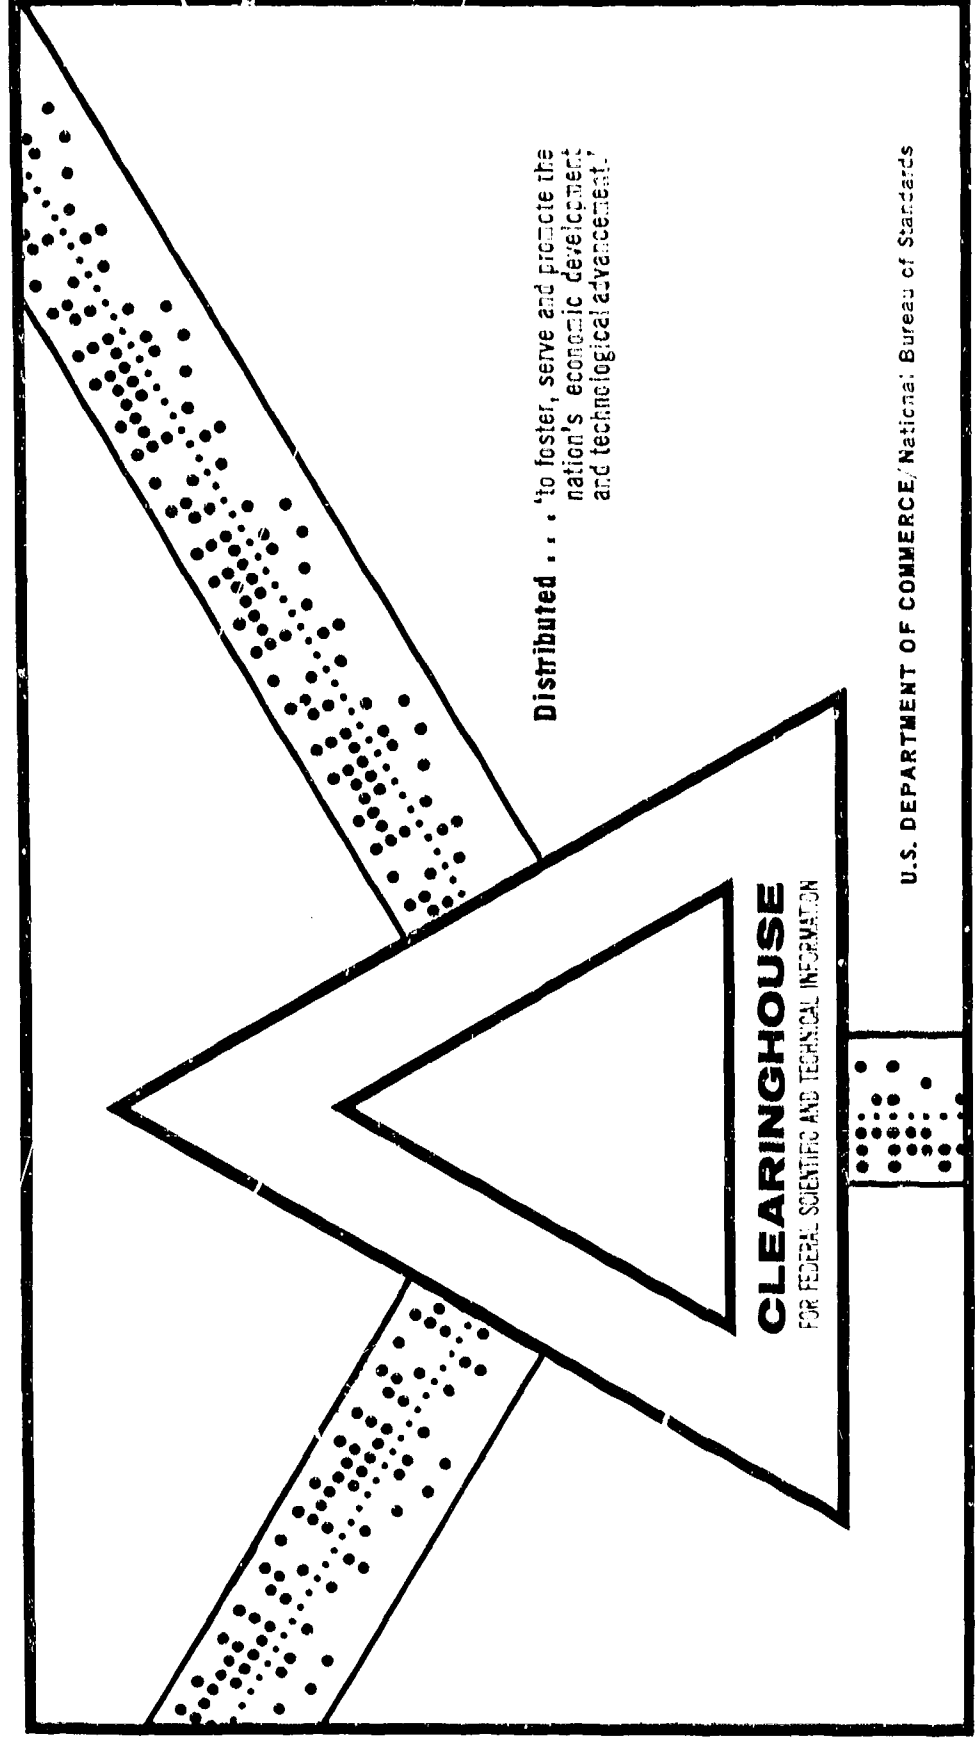 Distributed . . . 'to foster, serve and promote the
nation's economic development
and technological advancement.'
CLEARINGHOUSE
FOR FEDERAL SCIENTIFIC AND TECHNICAL INFORMATION
U.S. DEPARTMENT OF COMMERCE/National Bureau of Standards